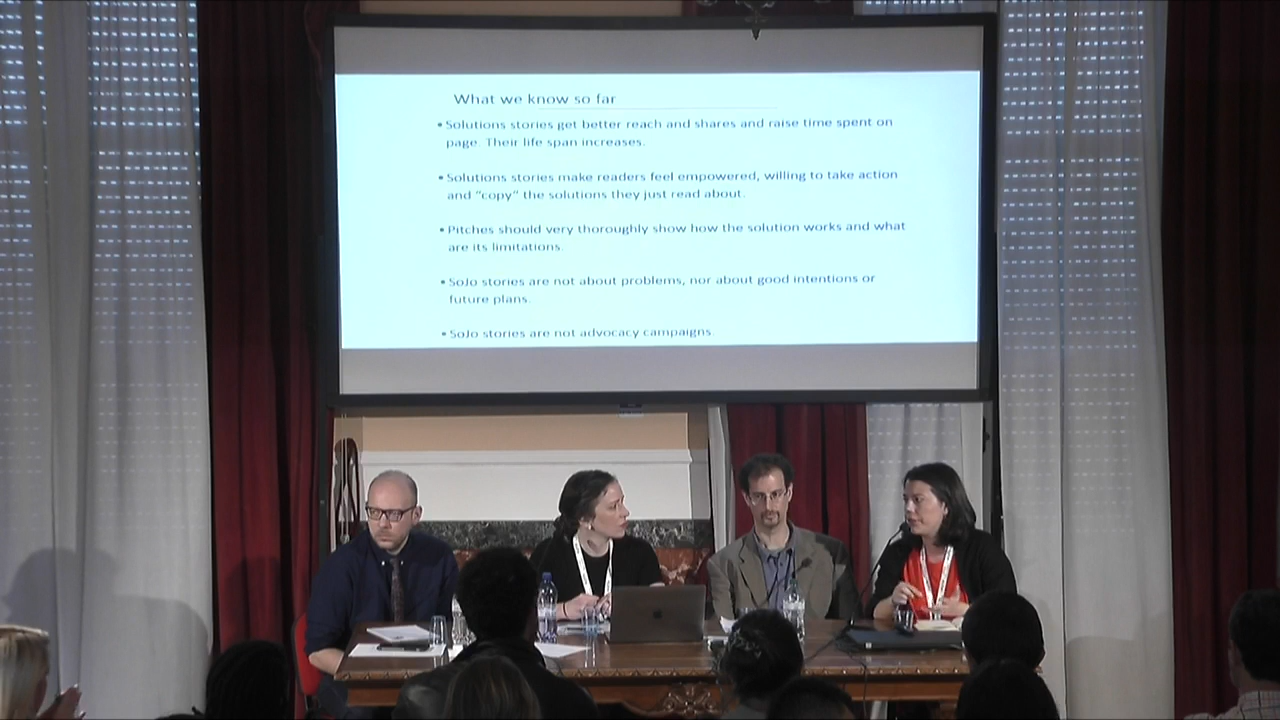 What we know so far
• Solutions stories get better reach and shares and raise time spent on
page. Their life span increases.
• Solutions stories make readers feel empowered, willing to take action
and "copy" the solutions they just read about.
• Pitches should very thoroughly show how the solution works and what
are its limitations.
• SoJo stories are not about problems, nor about good intentions or
future plans.
• SoJo stories are not advocacy campaigns.